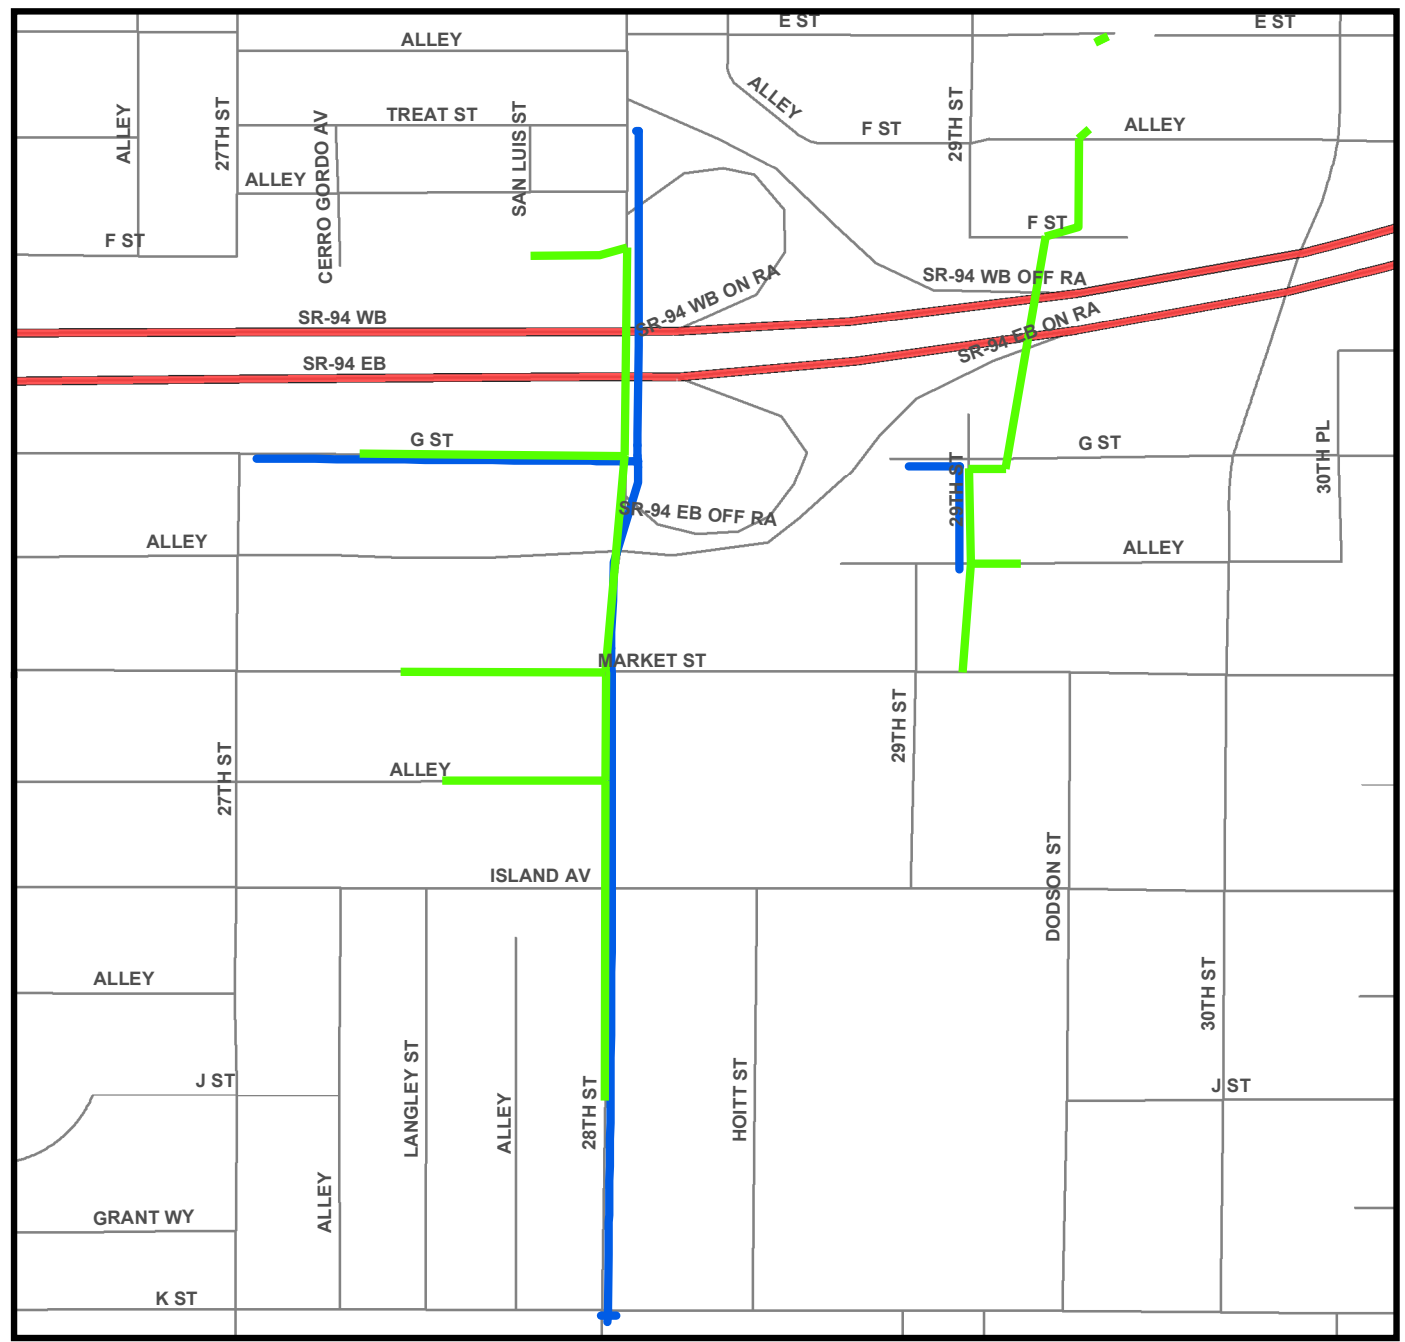 E ST
E ST
ALLEY
ALLEY
TREAT ST
ALLEY
27TH ST
CERRO GORDO AV
SAN LUIS ST
ALLEY
F ST
29TH ST
ALLEY
ALLEY
F ST
F ST
SR-94 WB ON RA
SR-94 WB OFF RA
SR-94 WB
SR-94 EB ON RA
SR-94 EB
G ST
G ST
30TH PL
29TH ST
SR-94 EB OFF RA
ALLEY
ALLEY
MARKET ST
29TH ST
27TH ST
ALLEY
DODSON ST
ISLAND AV
ALLEY
30TH ST
J ST
LANGLEY ST
ALLEY
28TH ST
HOITT ST
J ST
ALLEY
GRANT WY
K ST